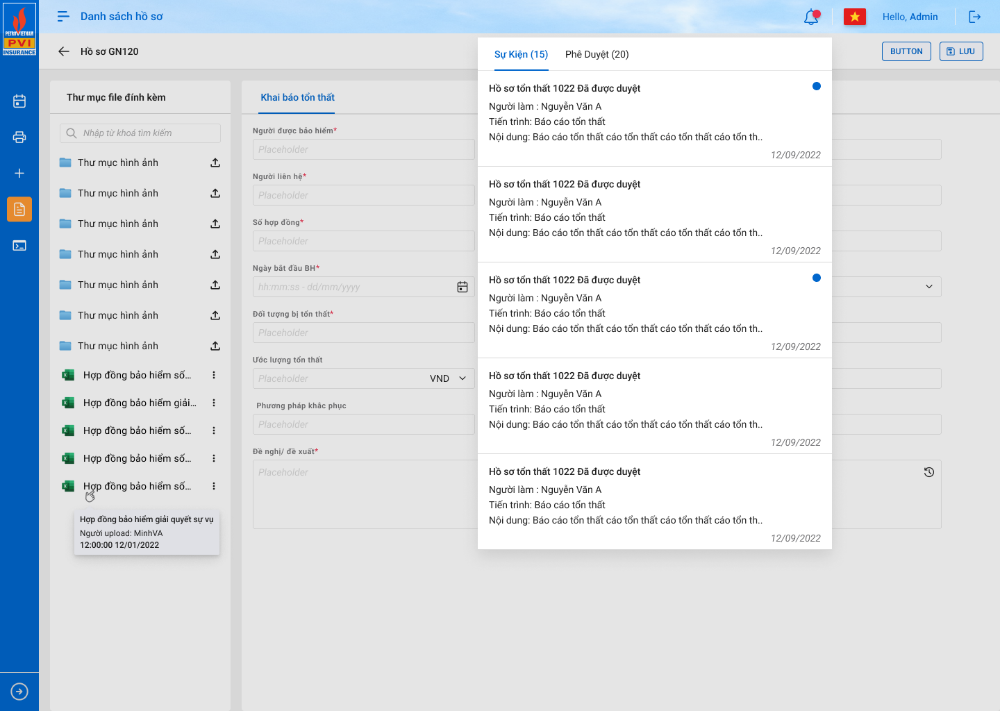 PETROVIETNAM
PVI
INSURANCE
Danh sách hồ sơ
Hello, Admin
Hồ sơ GN120
BUTTON
LƯU
Thư mục file đính kèm
Nhập từ khoá tìm kiếm
Thư mục hình ảnh
Thư mục hình ảnh
Thư mục hình ảnh
Thư mục hình ảnh
Thư mục hình ảnh
Thư mục hình ảnh
Thư mục hình ảnh
Hợp đồng bảo hiểm số...
Hợp đồng bảo hiểm giải...
Hợp đồng bảo hiểm số...
Hợp đồng bảo hiểm số...
Hợp đồng bảo hiểm số...
Hợp đồng bảo hiểm giải quyết sự vụ
Người upload: MinhVA
12:00:00 12/01/2022
Khai báo tổn thất
Người được bảo hiểm*
Placeholder
Người liên hệ*
Placeholder
Số hợp đồng*
Placeholder
Ngày bắt đầu BH*
hh:mm:ss - dd/mm/yyyy
Đối tượng bị tổn thất*
Placeholder
Ước lượng tổn thất
Placeholder
VND
Phương pháp khắc phục
Placeholder
Đề nghị/ đề xuất*
Placeholder
Sự Kiện (15)
Phê Duyệt (20)
Hồ sơ tổn thất 1022 Đã được duyệt
Người làm : Nguyễn Văn A
Tiến trình: Báo cáo tổn thất
Nội dung: Báo cáo tổn thất cáo tổn thất cáo tổn thất cáo tổn th..
12/09/2022
Hồ sơ tổn thất 1022 Đã được duyệt
Người làm : Nguyễn Văn A
Tiến trình: Báo cáo tổn thất
Nội dung: Báo cáo tổn thất cáo tổn thất cáo tổn thất cáo tổn th..
12/09/2022
Hồ sơ tổn thất 1022 Đã được duyệt
Người làm : Nguyễn Văn A
Tiến trình: Báo cáo tổn thất
Nội dung: Báo cáo tổn thất cáo tổn thất cáo tổn thất cáo tổn th..
12/09/2022
Hồ sơ tổn thất 1022 Đã được duyệt
Người làm : Nguyễn Văn A
Tiến trình: Báo cáo tổn thất
Nội dung: Báo cáo tổn thất cáo tổn thất cáo tổn thất cáo tổn th..
12/09/2022
Hồ sơ tổn thất 1022 Đã được duyệt
Người làm : Nguyễn Văn A
Tiến trình: Báo cáo tổn thất
Nội dung: Báo cáo tổn thất cáo tổn thất cáo tổn thất cáo tổn th..
12/09/2022